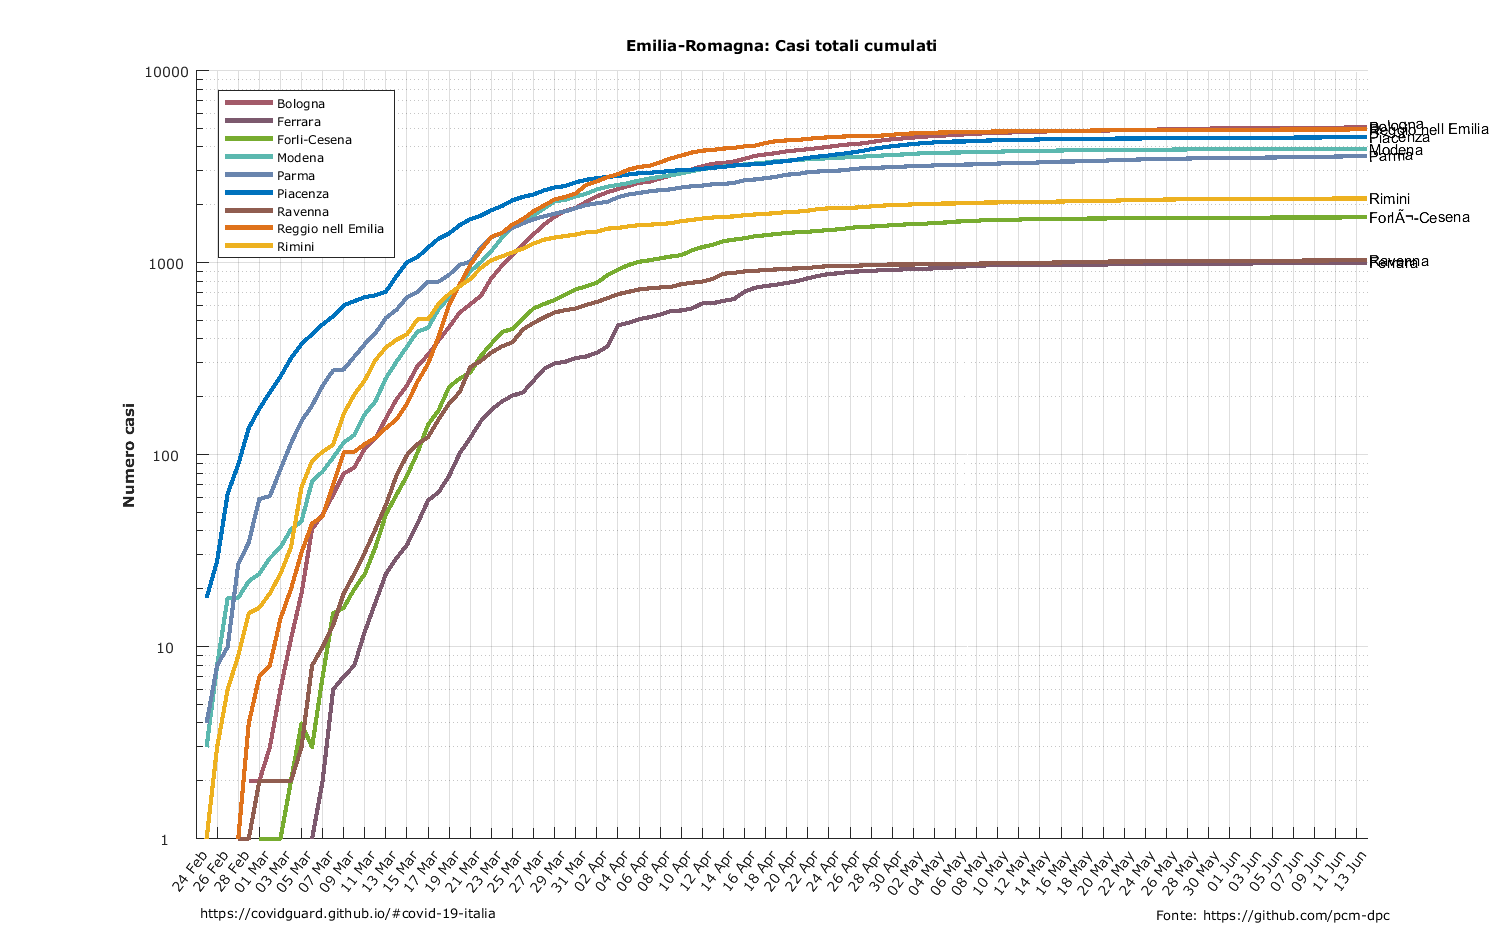 Emilia-Romagna: Casi totali cumulati
10000
1000
100
10
1
Numero casi
Bologna
Ferrara
Forlì-Cesena
Modena
Parma
Piacenza
Ravenna
Reggio nell Emilia
Rimini
Bologna
Reggio nell Emilia
Piacenza
Modena
Parma
Rimini
ForlÃ¬-Cesena
Ravenna
Ferrara
24 Feb
26 Feb
28 Feb
01 Mar
03 Mar
05 Mar
07 Mar
09 Mar
11 Mar
13 Mar
15 Mar
17 Mar
19 Mar
21 Mar
23 Mar
25 Mar
27 Mar
29 Mar
31 Mar
02 Apr
04 Apr
06 Apr
08 Apr
10 Apr
12 Apr
14 Apr
16 Apr
18 Apr
20 Apr
22 Apr
24 Apr
26 Apr
28 Apr
30 Apr
02 May
04 May
06 May
08 May
10 May
12 May
14 May
16 May
18 May
20 May
22 May
24 May
26 May
28 May
30 May
01 Jun
03 Jun
05 Jun
07 Jun
09 Jun
11 Jun
13 Jun
https://covidguard.github.io/#covid-19-italia
Fonte: https://github.com/pcm-dpc